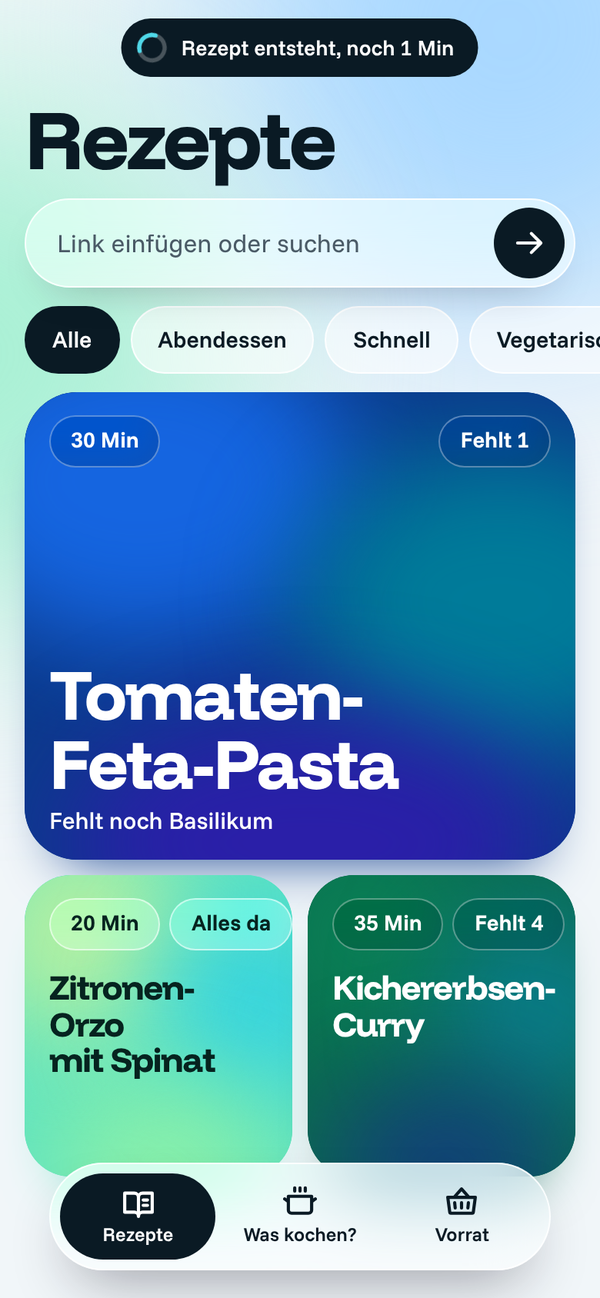 Rezept entsteht, noch 1 Min
Rezepte
Link einfügen oder suchen
Alle
Abendessen
Schnell
Vegetarisc
30 Min
Fehlt 1
Tomaten-
Feta-Pasta
Fehlt noch Basilikum
20 Min
Alles da
Zitronen-
Orzo
mit Spinat
35 Min
Fehlt 4
Kichererbsen-
Curry
Rezepte
Was kochen?
Vorrat